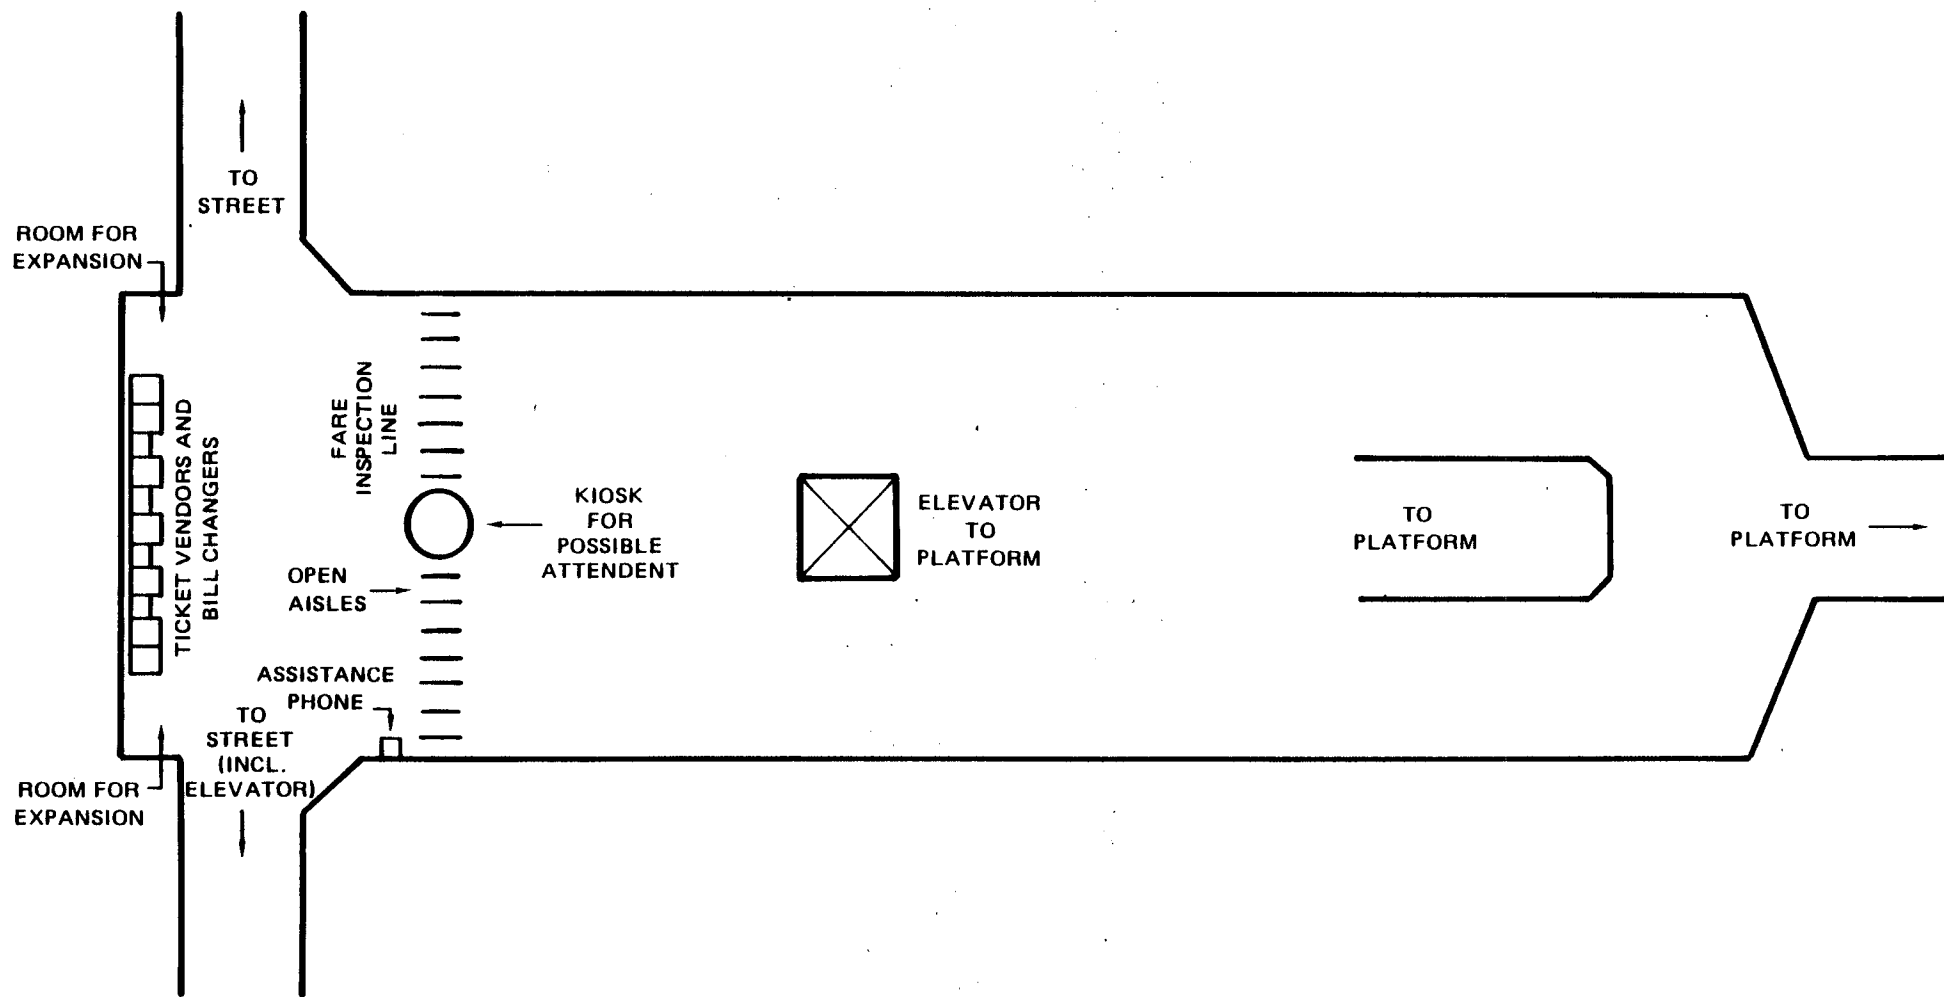 TO
STREET
ROOM FOR
EXPANSION
FARE
INSPECTION
LINE
TICKET VENDORS AND
BILL CHANGERS
KIOSK
FOR
POSSIBLE
ATTENDENT
ELEVATOR
TO
PLATFORM
TO
PLATFORM
TO
PLATFORM
OPEN
AISLES
ASSISTANCE
PHONE
TO
STREET
(INCL.
ELEVATOR)
ROOM FOR
EXPANSION